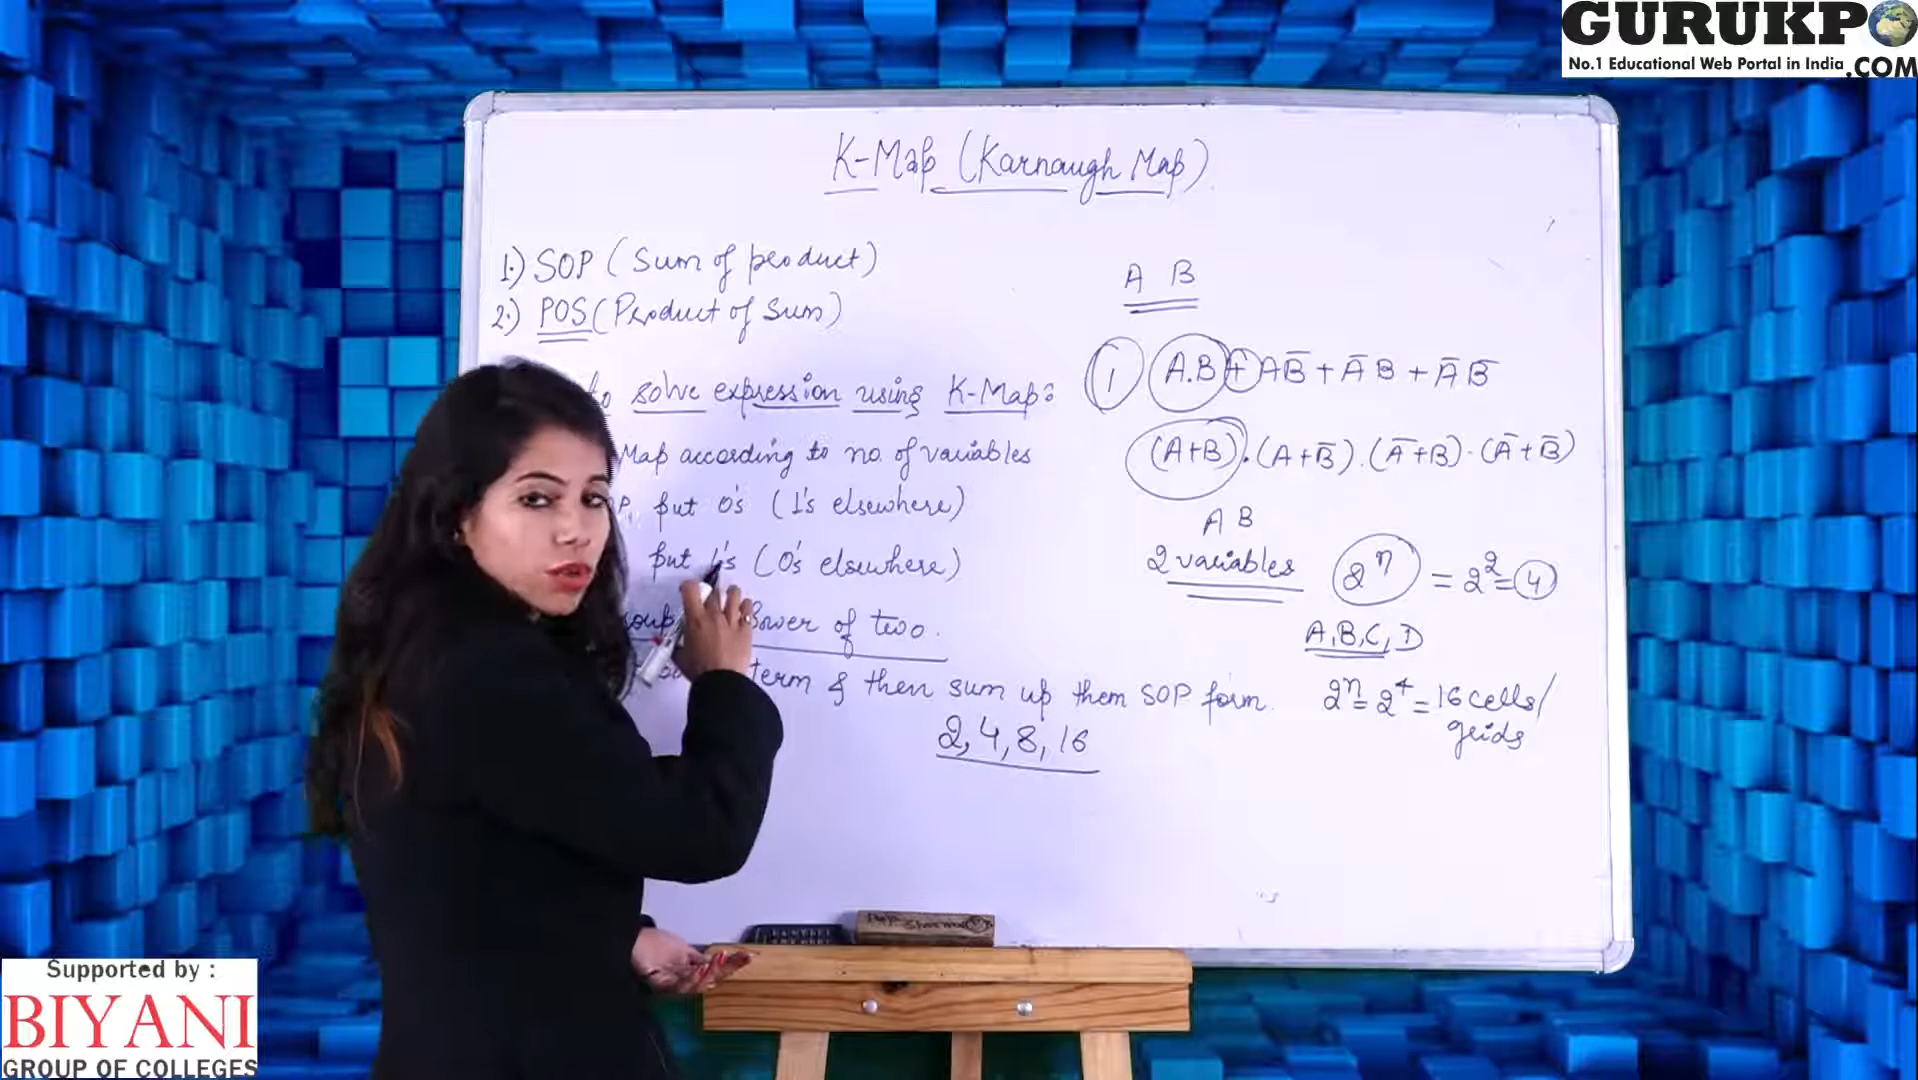 GURUKPO
No.1 Educational Web Portal in India .COM
K-Map (Karnaugh Map)
1.) SOP (Sum of product)
2.) POS (Product of Sum)
to solve expression using K-Map:
Map according to no. of variables
P, put 0's (1's elsewhere)
put 1's (0's elsewhere)
Power of two.
term & then sum up them SOP form.
2, 4, 8, 16
A B
1 A.B + AB̅ + A̅B + A̅B̅
(A+B).(A+B̅).(A̅+B).(A̅+B̅)
A B
2 variables 2ⁿ = 2² = 4
A,B,C,D
2ⁿ = 2⁴ = 16 cells/
grids
Supported by :
BIYANI
GROUP OF COLLEGES